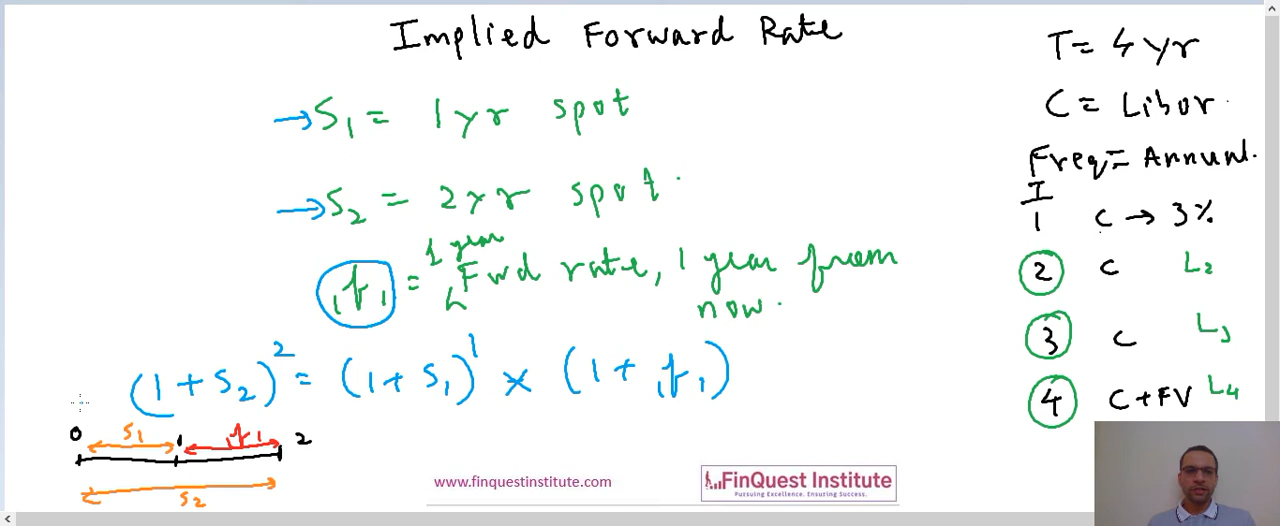 Implied Forward Rate
→ S₁ = 1 yr spot
→ S₂ = 2 yr spot.
₁f₁ = 1 year Fwd rate, 1 year from
now.
(1 + S₂)² = (1 + S₁)¹ × (1 + ₁f₁)
0 S₁ 1 ₁f₁ 2
S₂
T = 4 yr
C = Libor.
Freq = Annual.
I
1 C → 3%
2 C L₂
3 C L₃
4 C + FV L₄
www.finquestinstitute.com
FinQuest Institute
Pursuing Excellence. Ensuring Success.